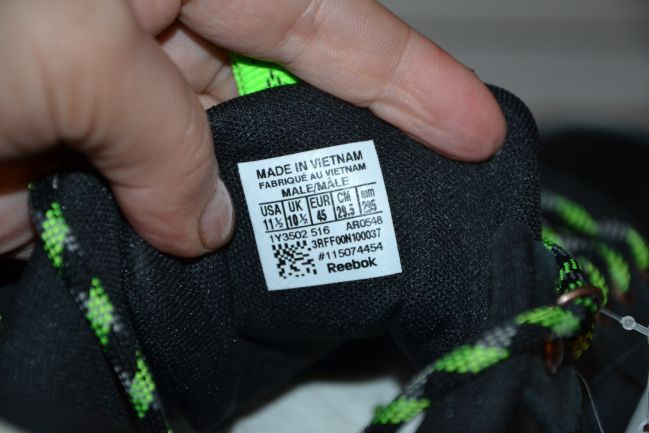 MADE IN VIETNAM
FABRIQUÉ AU VIETNAM
MALE/MÂLE
USA UK EUR CM mm
11½ 10½ 45 29.5 295
1Y3502 516 AR0548
3RFF00N100037
#115074454
Reebok